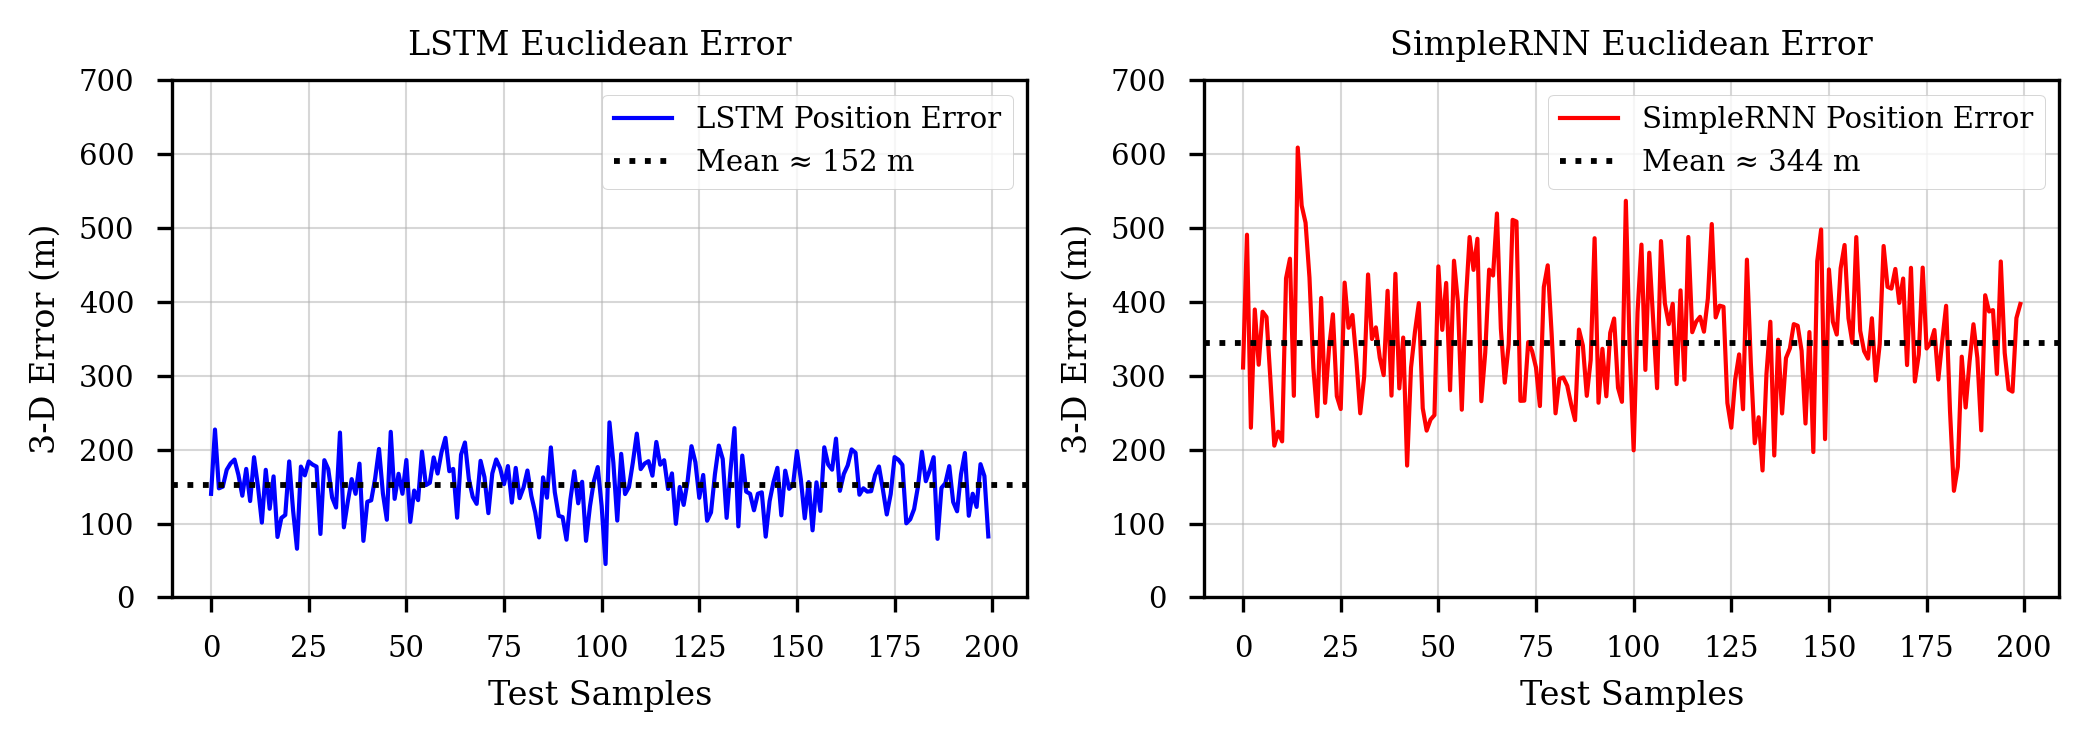 LSTM Euclidean Error
700
600
500
400
300
200
100
0
3-D Error (m)
LSTM Position Error
Mean ≈ 152 m
0 25 50 75 100 125 150 175 200
Test Samples
SimpleRNN Euclidean Error
700
600
500
400
300
200
100
0
3-D Error (m)
SimpleRNN Position Error
Mean ≈ 344 m
0 25 50 75 100 125 150 175 200
Test Samples